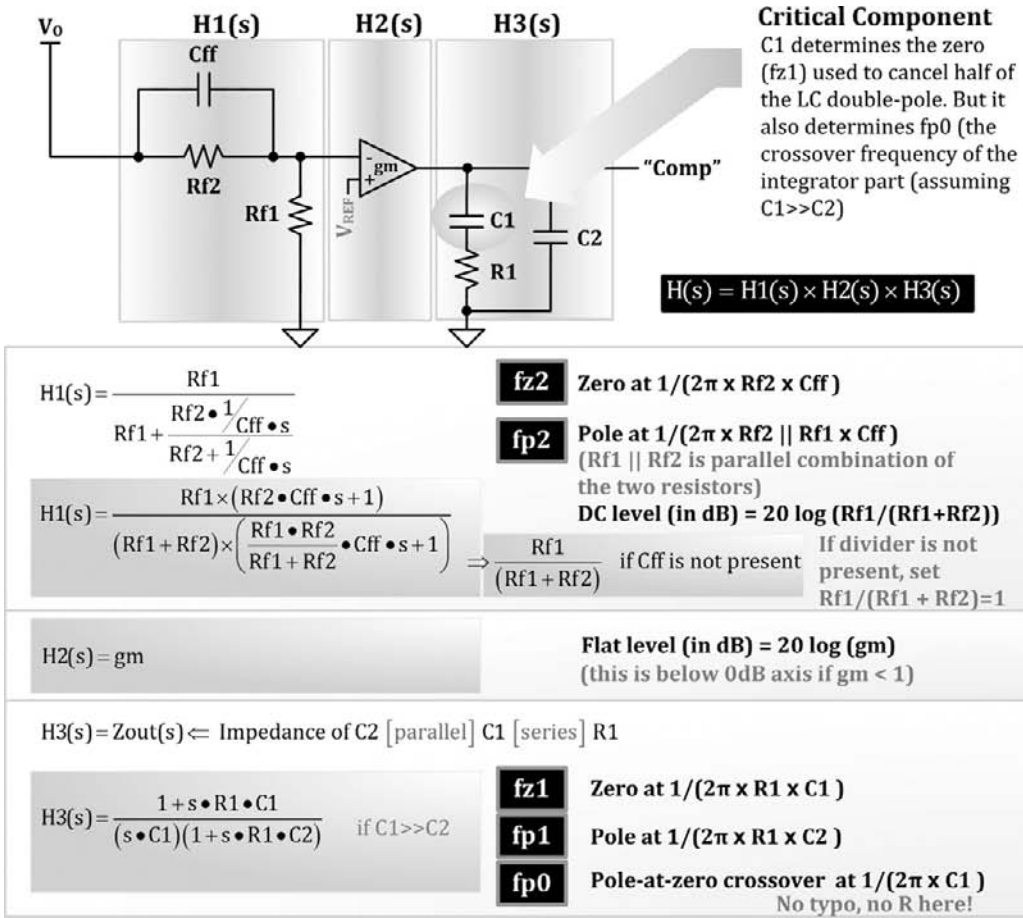 H1(s)
H2(s)
H3(s)
Critical Component
C1 determines the zero
(fz1) used to cancel half of
the LC double-pole. But it
also determines fp0 (the
crossover frequency of the
integrator part (assuming
C1>>C2)
Vo
Cff
Rf2
Rf1
-
gm
+
VREF
"Comp"
C1
C2
R1
H(s) = H1(s) × H2(s) × H3(s)
H1(s) = Rf1 / (Rf1 + (Rf2 • 1/Cff • s) / (Rf2 + 1/Cff • s))
fz2 Zero at 1/(2π x Rf2 x Cff )
fp2 Pole at 1/(2π x Rf2 || Rf1 x Cff )
(Rf1 || Rf2 is parallel combination of
the two resistors)
DC level (in dB) = 20 log (Rf1/(Rf1+Rf2))
H1(s) = Rf1 × (Rf2 • Cff • s + 1) / ((Rf1 + Rf2) × (Rf1 • Rf2 / (Rf1 + Rf2) • Cff • s + 1))
⇒ Rf1 / (Rf1 + Rf2) if Cff is not present
If divider is not
present, set
Rf1/(Rf1 + Rf2)=1
H2(s) = gm
Flat level (in dB) = 20 log (gm)
(this is below 0dB axis if gm < 1)
H3(s) = Zout(s) ⇐ Impedance of C2 [parallel] C1 [series] R1
H3(s) = 1 + s • R1 • C1 / (s • C1)(1 + s • R1 • C2) if C1>>C2
fz1 Zero at 1/(2π x R1 x C1 )
fp1 Pole at 1/(2π x R1 x C2 )
fp0 Pole-at-zero crossover at 1/(2π x C1 )
No typo, no R here!